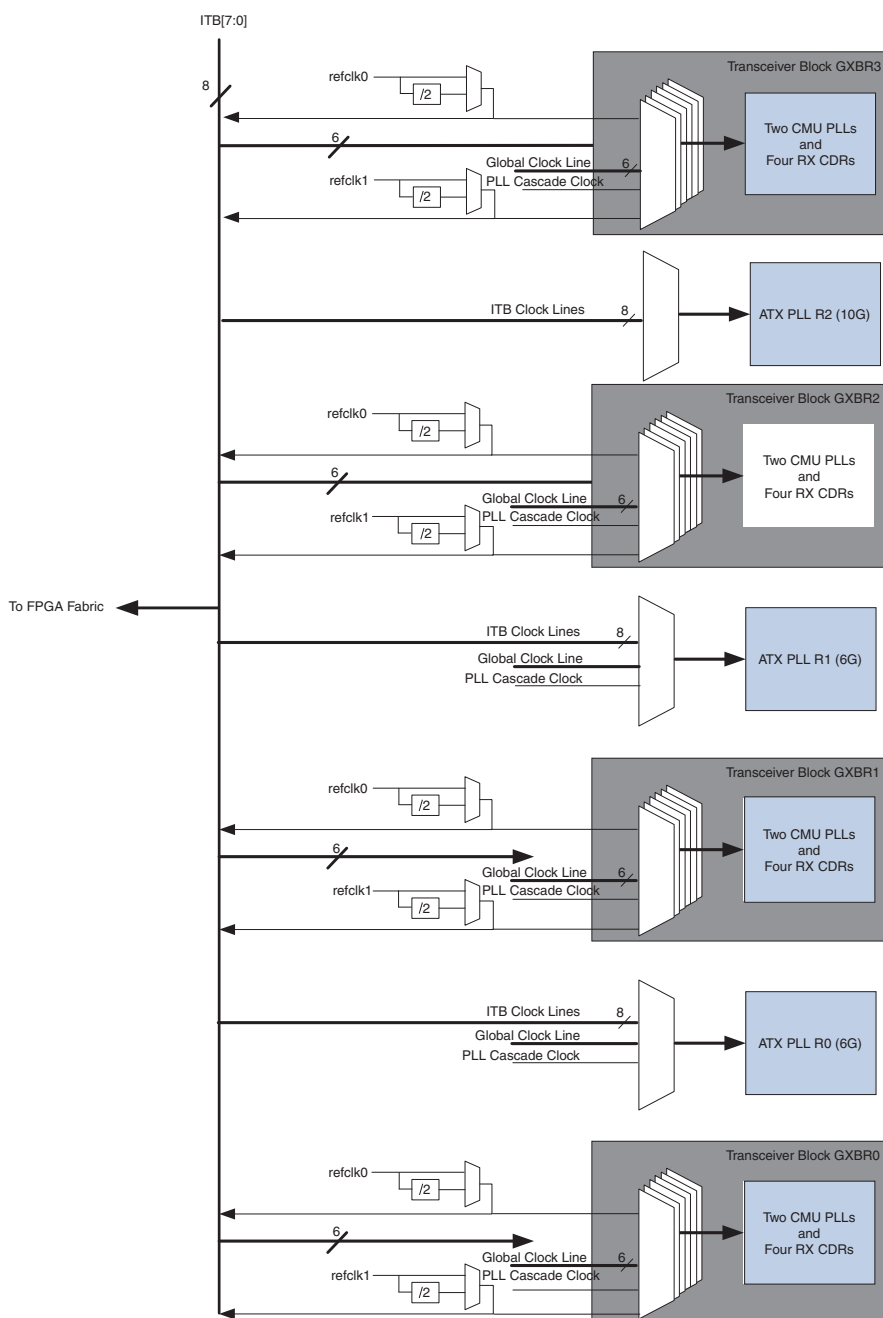 ITB[7:0]
8
refclk0
/2
Transceiver Block GXBR3
6
Two CMU PLLs
and
Four RX CDRs
Global Clock Line
6
PLL Cascade Clock
refclk1
/2
ITB Clock Lines
8
ATX PLL R2 (10G)
Transceiver Block GXBR2
refclk0
/2
Two CMU PLLs
and
Four RX CDRs
6
Global Clock Line
6
PLL Cascade Clock
refclk1
/2
To FPGA Fabric
ITB Clock Lines
8
Global Clock Line
PLL Cascade Clock
ATX PLL R1 (6G)
Transceiver Block GXBR1
refclk0
/2
Two CMU PLLs
and
Four RX CDRs
6
Global Clock Line
6
PLL Cascade Clock
refclk1
/2
ITB Clock Lines
8
Global Clock Line
PLL Cascade Clock
ATX PLL R0 (6G)
Transceiver Block GXBR0
refclk0
/2
Two CMU PLLs
and
Four RX CDRs
6
Global Clock Line
6
PLL Cascade Clock
refclk1
/2